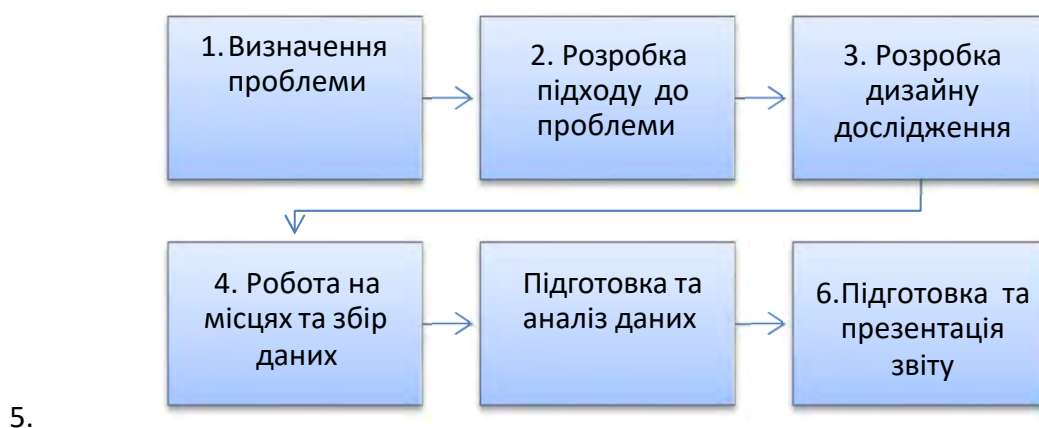 1. Визначення
проблеми
2. Розробка
підходу до
проблеми
3. Розробка
дизайну
дослідження
4. Робота на
місцях та збір
даних
Підготовка та
аналіз даних
6.Підготовка та
презентація
звіту
5.